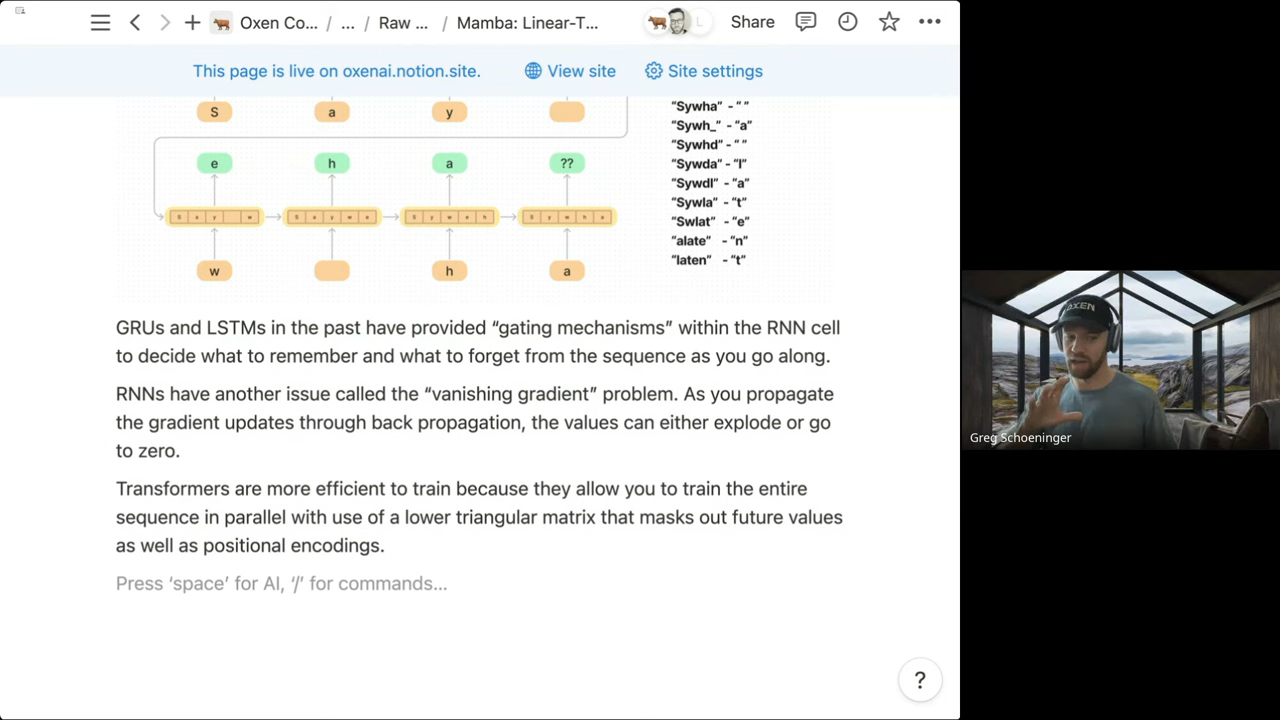 Oxen Co... / ... / Raw ... / Mamba: Linear-T...
L
Share
This page is live on oxenai.notion.site.
View site
Site settings
S a y
e h a ??
S a y w
S a y w e
S y w e h
S y w h a
w h a
“Sywha” - “ ”
“Sywh_” - “a”
“Sywhd” - “ ”
“Sywda” - “l”
“Sywdl” - “a”
“Sywla” - “t”
“Swlat” - “e”
“alate” - “n”
“laten” - “t”
GRUs and LSTMs in the past have provided “gating mechanisms” within the RNN cell
to decide what to remember and what to forget from the sequence as you go along.
RNNs have another issue called the “vanishing gradient” problem. As you propagate
the gradient updates through back propagation, the values can either explode or go
to zero.
Transformers are more efficient to train because they allow you to train the entire
sequence in parallel with use of a lower triangular matrix that masks out future values
as well as positional encodings.
Press ‘space’ for AI, ‘/’ for commands...
?
OXEN
Greg Schoeninger